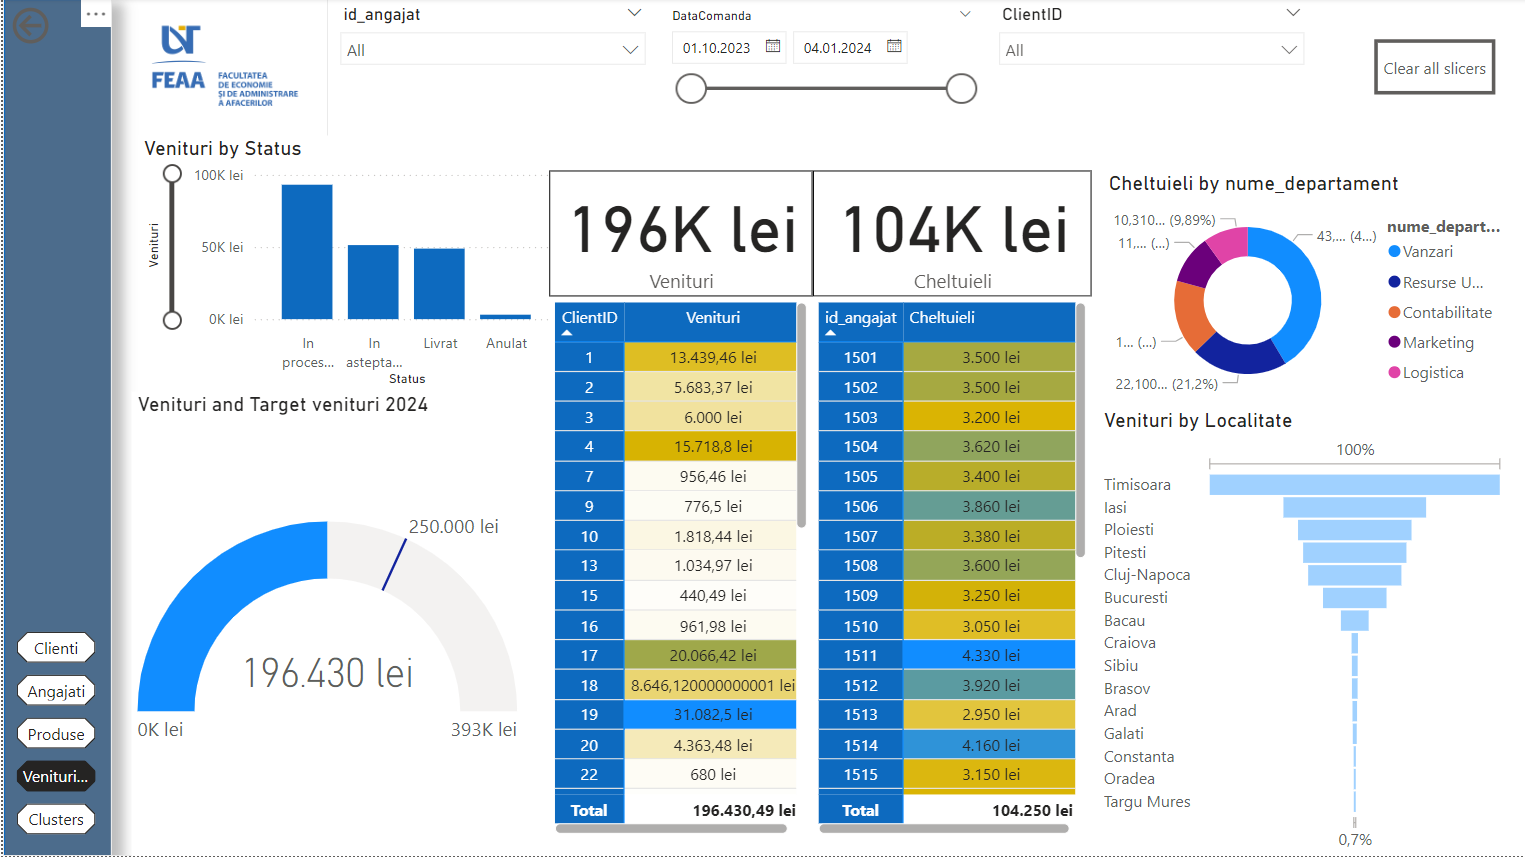 id_angajat
All
DataComanda
01.10.2023
04.01.2024
ClientID
All
Clear all slicers
UVT
FEAA
FACULTATEA
DE ECONOMIE
ȘI DE ADMINISTRARE
A AFACERILOR
Venituri by Status
Venituri
100K lei
50K lei
0K lei
In
proces...
In
astepta...
Livrat
Anulat
Status
Venituri and Target venituri 2024
250.000 lei
196.430 lei
0K lei
393K lei
196K lei
Venituri
104K lei
Cheltuieli
ClientID Venituri
1 13.439,46 lei
2 5.683,37 lei
3 6.000 lei
4 15.718,8 lei
7 956,46 lei
9 776,5 lei
10 1.818,44 lei
13 1.034,97 lei
15 440,49 lei
16 961,98 lei
17 20.066,42 lei
18 8.646,120000000001 lei
19 31.082,5 lei
20 4.363,48 lei
22 680 lei
Total 196.430,49 lei
id_angajat Cheltuieli
1501 3.500 lei
1502 3.500 lei
1503 3.200 lei
1504 3.620 lei
1505 3.400 lei
1506 3.860 lei
1507 3.380 lei
1508 3.600 lei
1509 3.250 lei
1510 3.050 lei
1511 4.330 lei
1512 3.920 lei
1513 2.950 lei
1514 4.160 lei
1515 3.150 lei
Total 104.250 lei
Cheltuieli by nume_departament
10,310... (9,89%)
11,... (...)
1... (...)
22,100... (21,2%)
43,... (4...)
nume_depart...
Vanzari
Resurse U...
Contabilitate
Marketing
Logistica
Venituri by Localitate
100%
Timisoara
Iasi
Ploiesti
Pitesti
Cluj-Napoca
Bucuresti
Bacau
Craiova
Sibiu
Brasov
Arad
Galati
Constanta
Oradea
Targu Mures
0,7%
Clienti
Angajati
Produse
Venituri...
Clusters